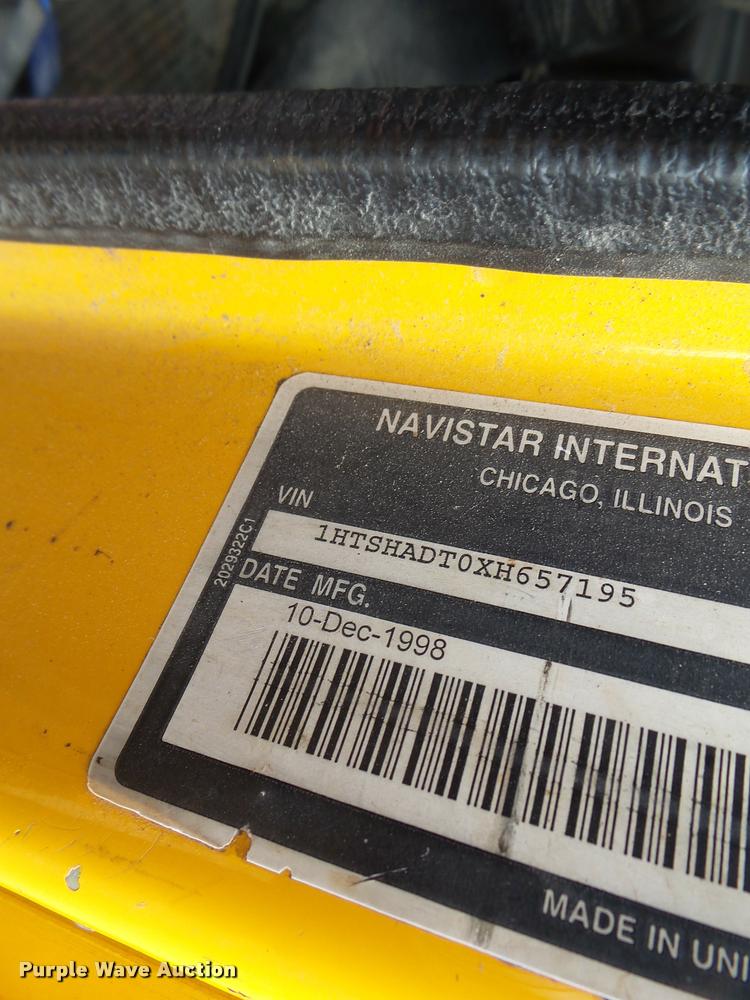 NAVISTAR INTERNAT
CHICAGO, ILLINOIS
VIN
1HTSHADT0XH657195
2029322C1
DATE MFG.
10-Dec-1998
MADE IN UNI
Purple Wave Auction